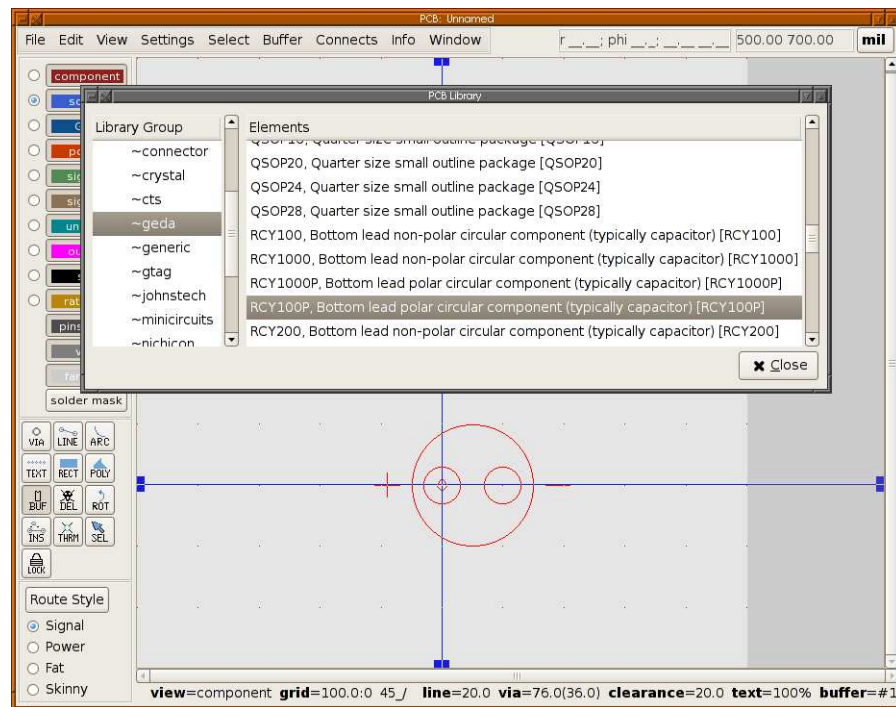 PCB: Unnamed
File Edit View Settings Select Buffer Connects Info Window
r __.__; phi __._; __.__ __.__ 500.00 700.00 mil
component
PCB Library
Library Group
~connector
~crystal
~cts
~geda
~generic
~gtag
~johnstech
~minicircuits
~nichicon
Elements
QSOP20, Quarter size small outline package [QSOP20]
QSOP24, Quarter size small outline package [QSOP24]
QSOP28, Quarter size small outline package [QSOP28]
RCY100, Bottom lead non-polar circular component (typically capacitor) [RCY100]
RCY1000, Bottom lead non-polar circular component (typically capacitor) [RCY1000]
RCY1000P, Bottom lead polar circular component (typically capacitor) [RCY1000P]
RCY100P, Bottom lead polar circular component (typically capacitor) [RCY100P]
RCY200, Bottom lead non-polar circular component (typically capacitor) [RCY200]
Close
solder mask
VIA LINE ARC
TEXT RECT POLY
BUF DEL ROT
INS THRM SEL
LOCK
Route Style
Signal
Power
Fat
Skinny
view=component grid=100.0:0 45_/ line=20.0 via=76.0(36.0) clearance=20.0 text=100% buffer=#1